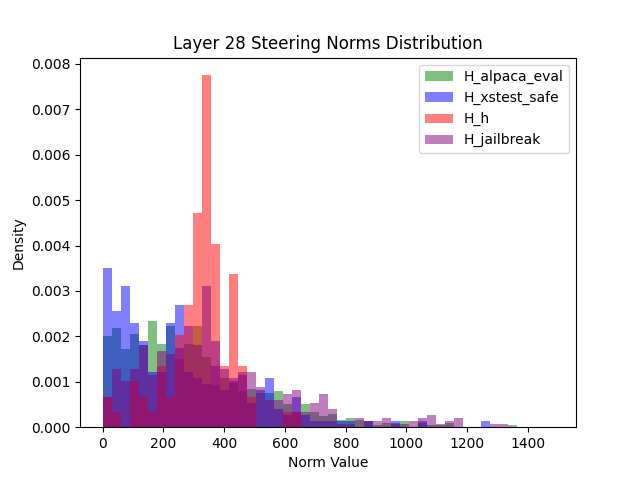 Layer 28 Steering Norms Distribution
0.008
0.007
0.006
0.005
0.004
0.003
0.002
0.001
0.000
Density
H_alpaca_eval
H_xstest_safe
H_h
H_jailbreak
0 200 400 600 800 1000 1200 1400
Norm Value